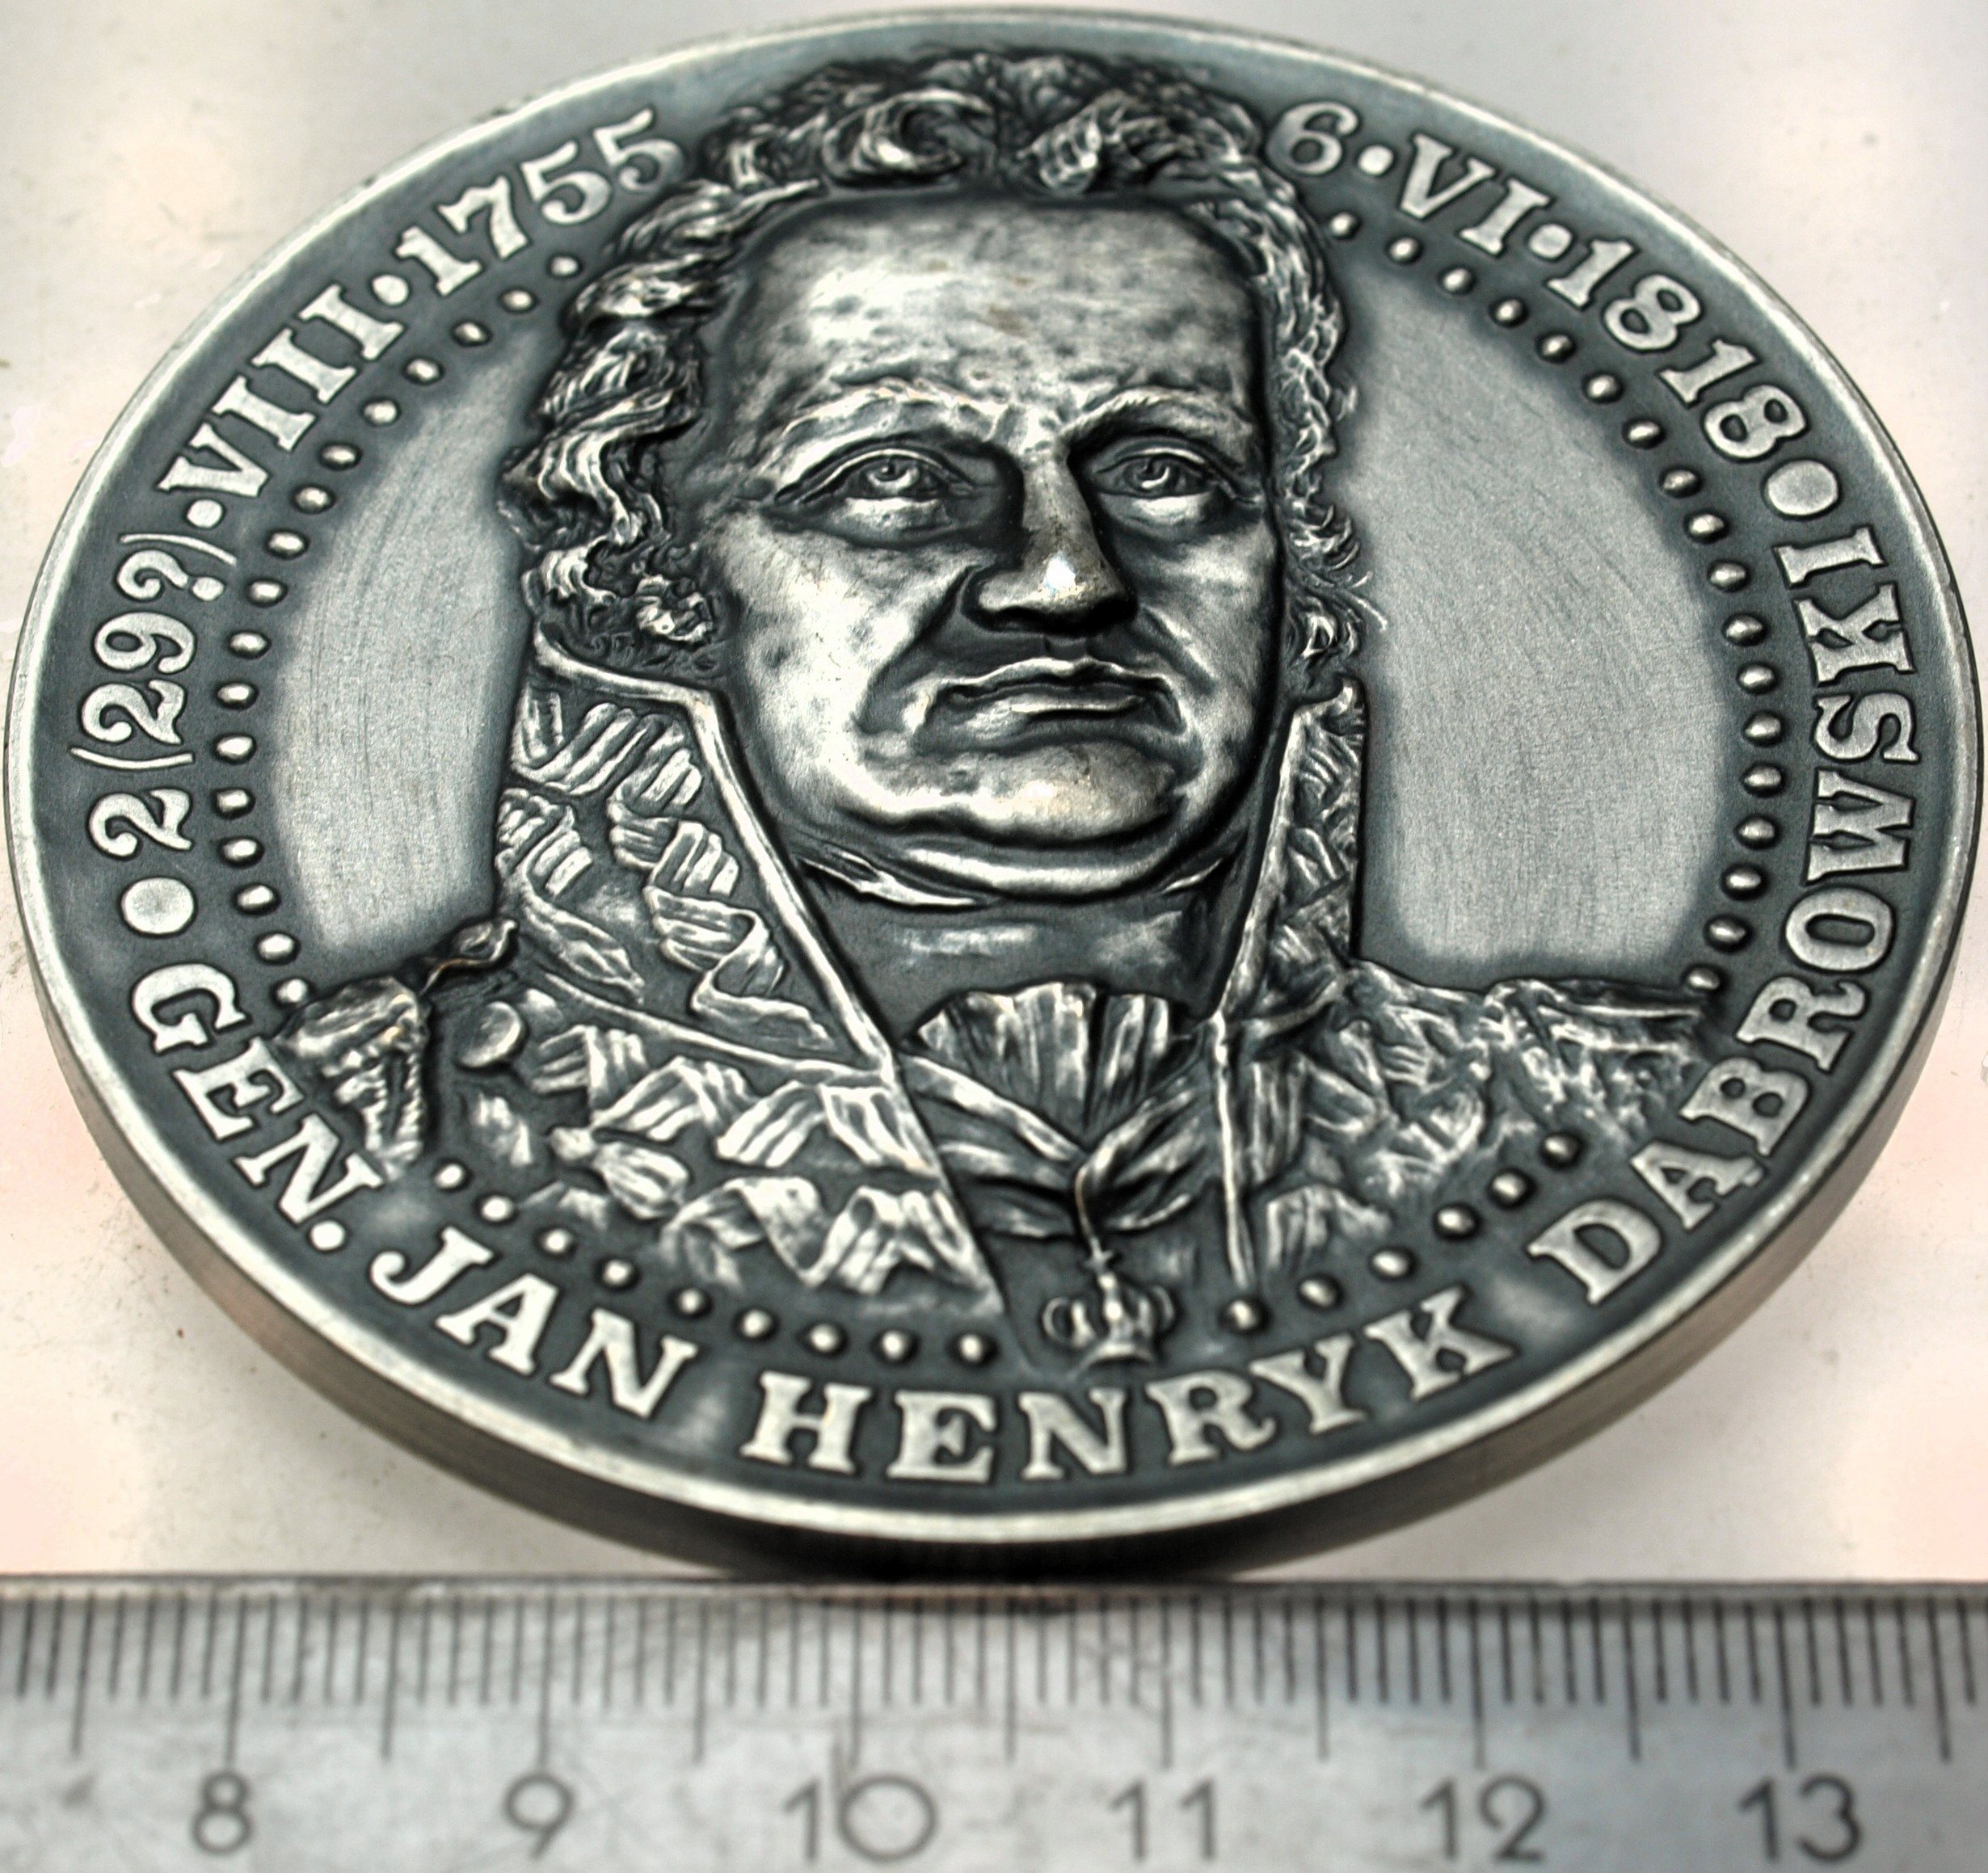 2(29?)·VIII·1755
6·VI·1818
GEN. JAN HENRYK DĄBROWSKI
8 9 10 11 12 13